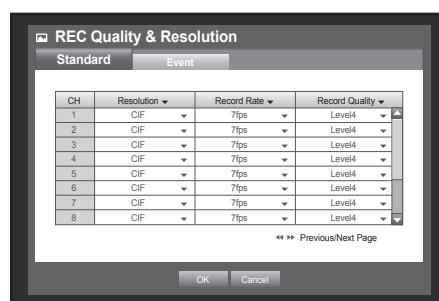 REC Quality & Resolution
Standard Event
CH Resolution Record Rate Record Quality
1 CIF 7fps Level4
2 CIF 7fps Level4
3 CIF 7fps Level4
4 CIF 7fps Level4
5 CIF 7fps Level4
6 CIF 7fps Level4
7 CIF 7fps Level4
8 CIF 7fps Level4
Previous/Next Page
OK Cancel